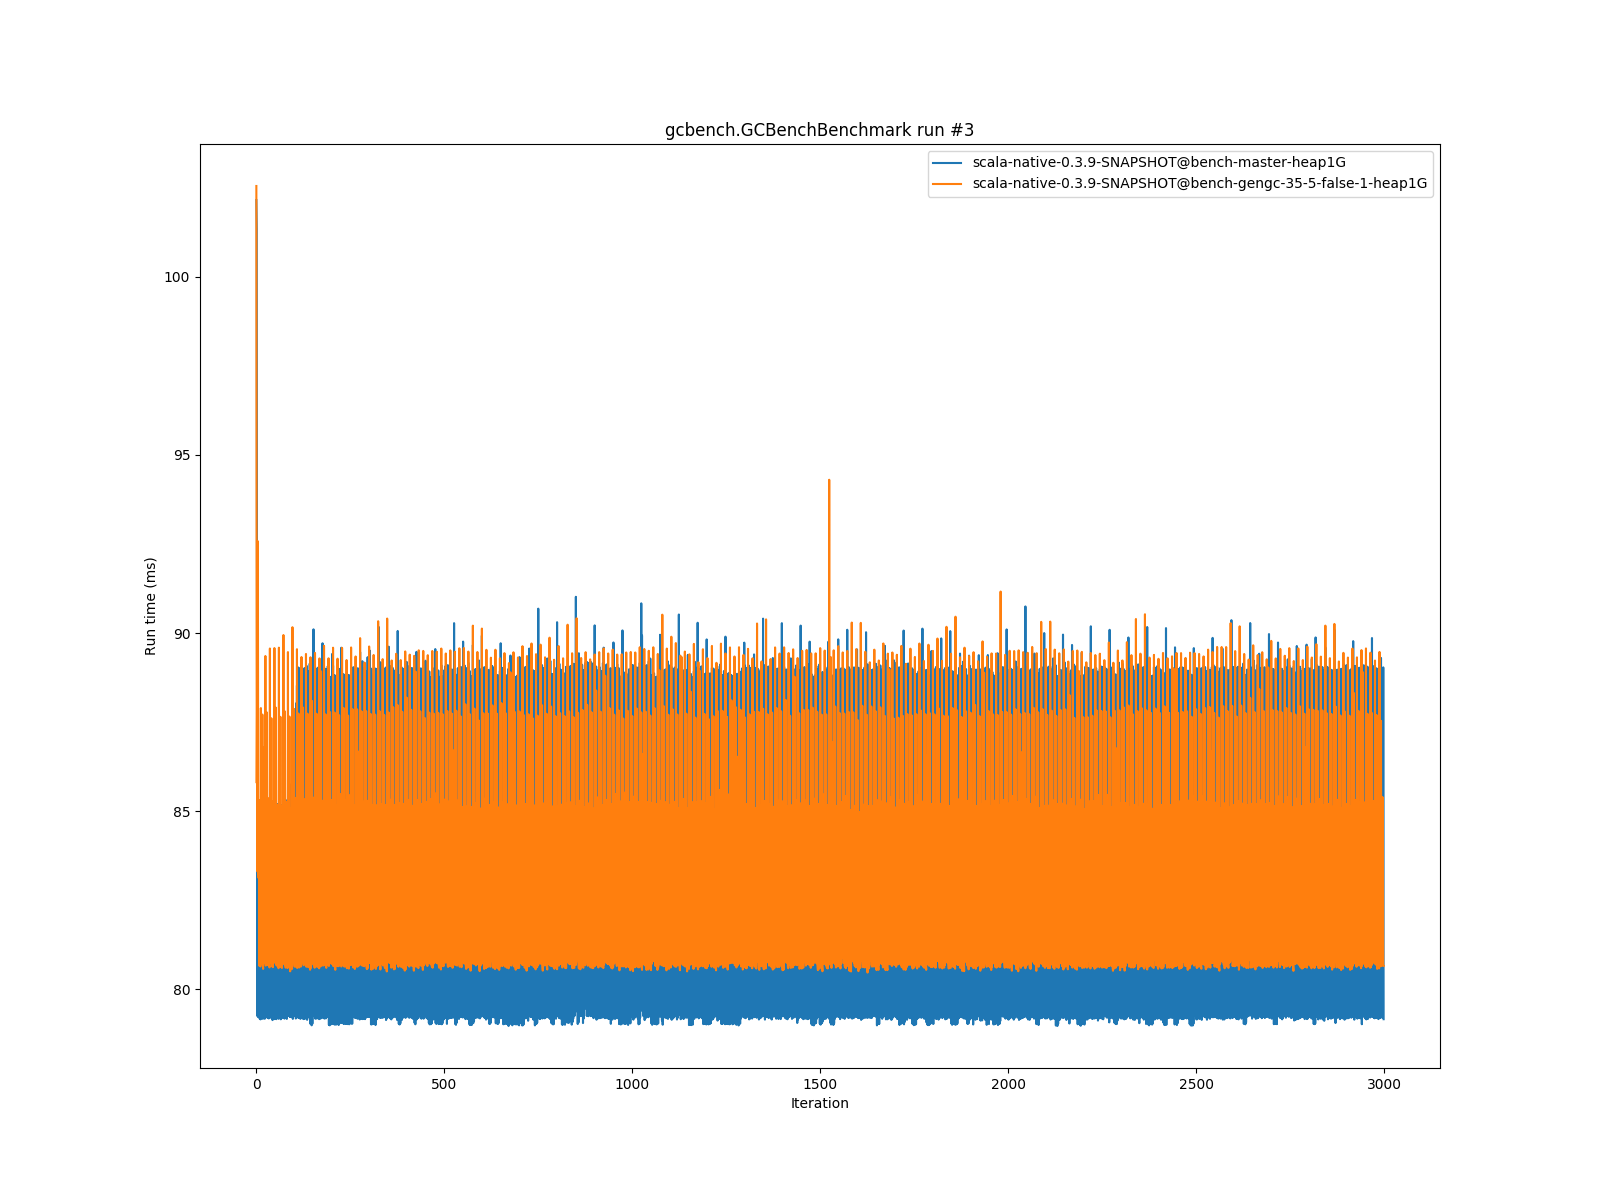 gcbench.GCBenchBenchmark run #3
scala-native-0.3.9-SNAPSHOT@bench-master-heap1G
scala-native-0.3.9-SNAPSHOT@bench-gengc-35-5-false-1-heap1G
Run time (ms)
100
95
90
85
80
0 500 1000 1500 2000 2500 3000
Iteration